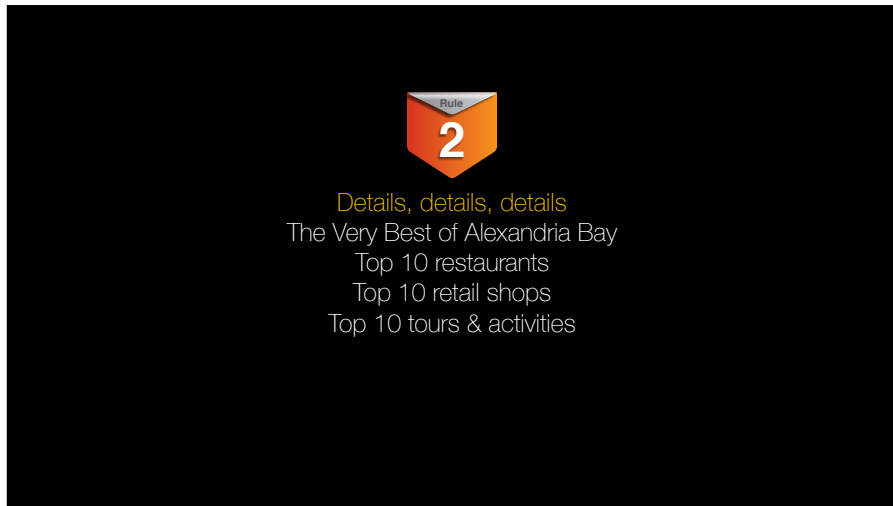 Rule
2
Details, details, details
The Very Best of Alexandria Bay
Top 10 restaurants
Top 10 retail shops
Top 10 tours & activities